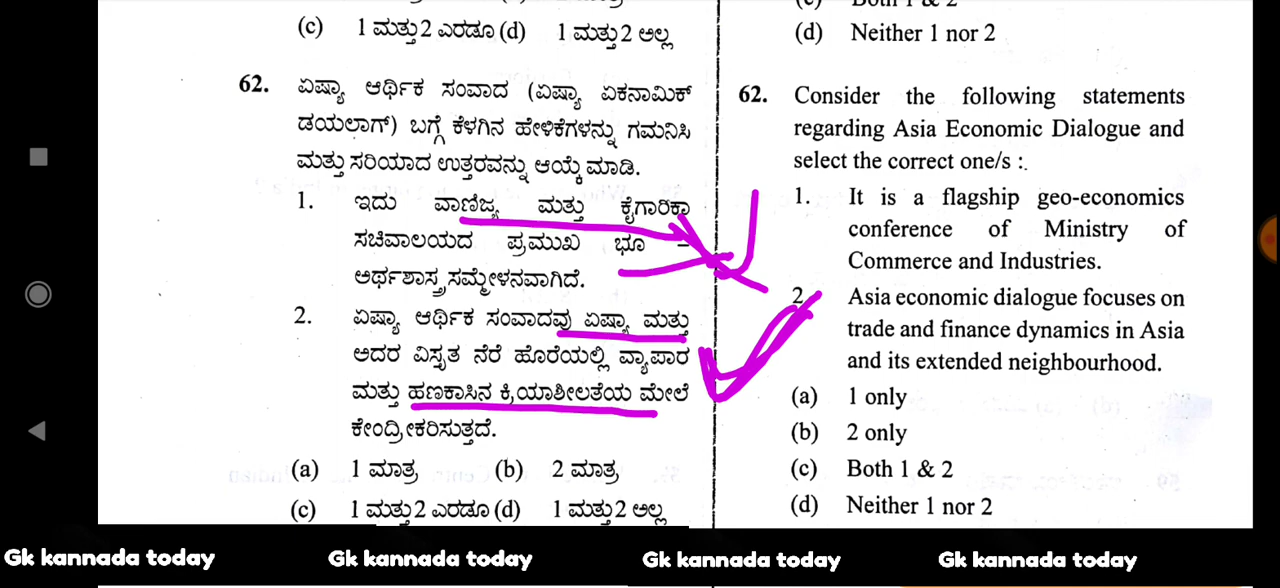 (c) 1 ಮತ್ತು 2 ಎರಡೂ (d) 1 ಮತ್ತು 2 ಅಲ್ಲ
62. ಏಷ್ಯಾ ಆರ್ಥಿಕ ಸಂವಾದ (ಏಷ್ಯಾ ಏಕನಾಮಿಕ್
ಡಯಲಾಗ್) ಬಗ್ಗೆ ಕೆಳಗಿನ ಹೇಳಿಕೆಗಳನ್ನು ಗಮನಿಸಿ
ಮತ್ತು ಸರಿಯಾದ ಉತ್ತರವನ್ನು ಆಯ್ಕೆ ಮಾಡಿ.
1. ಇದು ವಾಣಿಜ್ಯ ಮತ್ತು ಕೈಗಾರಿಕಾ
ಸಚಿವಾಲಯದ ಪ್ರಮುಖ ಭೂ –
ಅರ್ಥಶಾಸ್ತ್ರ ಸಮ್ಮೇಳನವಾಗಿದೆ.
2. ಏಷ್ಯಾ ಆರ್ಥಿಕ ಸಂವಾದವು ಏಷ್ಯಾ ಮತ್ತು
ಅದರ ವಿಸ್ತೃತ ನೆರೆ ಹೊರೆಯಲ್ಲಿ ವ್ಯಾಪಾರ
ಮತ್ತು ಹಣಕಾಸಿನ ಕ್ರಿಯಾಶೀಲತೆಯ ಮೇಲೆ
ಕೇಂದ್ರೀಕರಿಸುತ್ತದೆ.
(a) 1 ಮಾತ್ರ (b) 2 ಮಾತ್ರ
(c) 1 ಮತ್ತು 2 ಎರಡೂ (d) 1 ಮತ್ತು 2 ಅಲ್ಲ
(c) Both 1 & 2
(d) Neither 1 nor 2
62. Consider the following statements
regarding Asia Economic Dialogue and
select the correct one/s :.
1. It is a flagship geo-economics
conference of Ministry of
Commerce and Industries.
2. Asia economic dialogue focuses on
trade and finance dynamics in Asia
and its extended neighbourhood.
(a) 1 only
(b) 2 only
(c) Both 1 & 2
(d) Neither 1 nor 2
Gk kannada today Gk kannada today Gk kannada today Gk kannada today